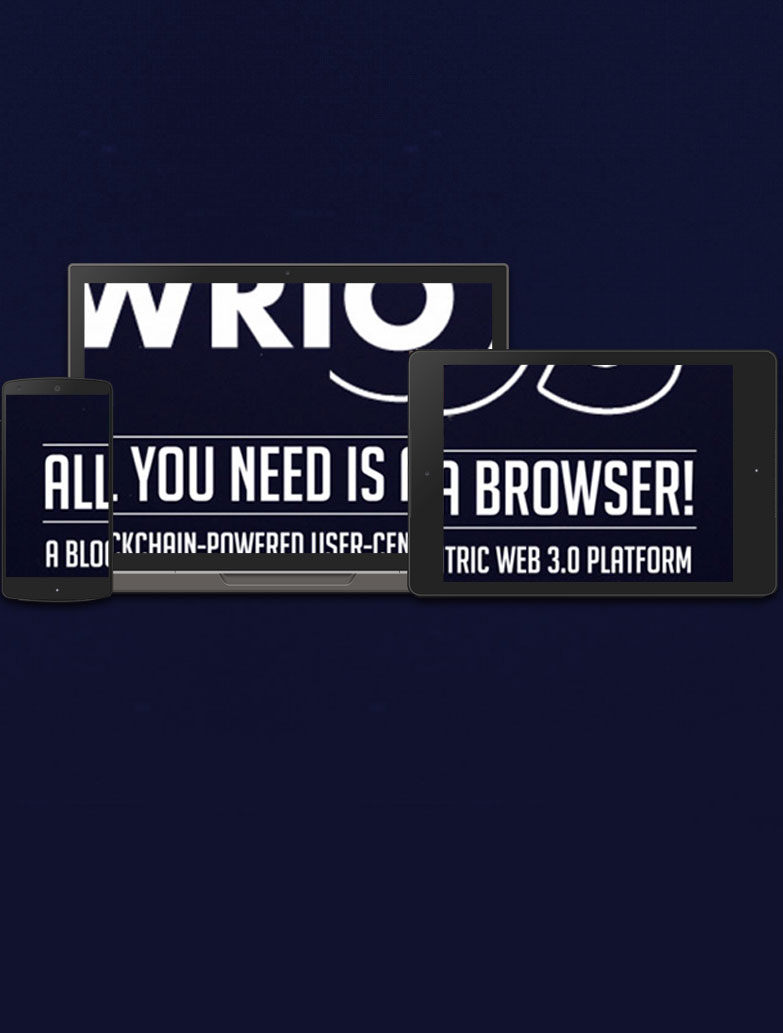 WRIO
ALL YOU NEED IS A BROWSER!
A BLOCKCHAIN-POWERED USER-CENTRIC WEB 3.0 PLATFORM